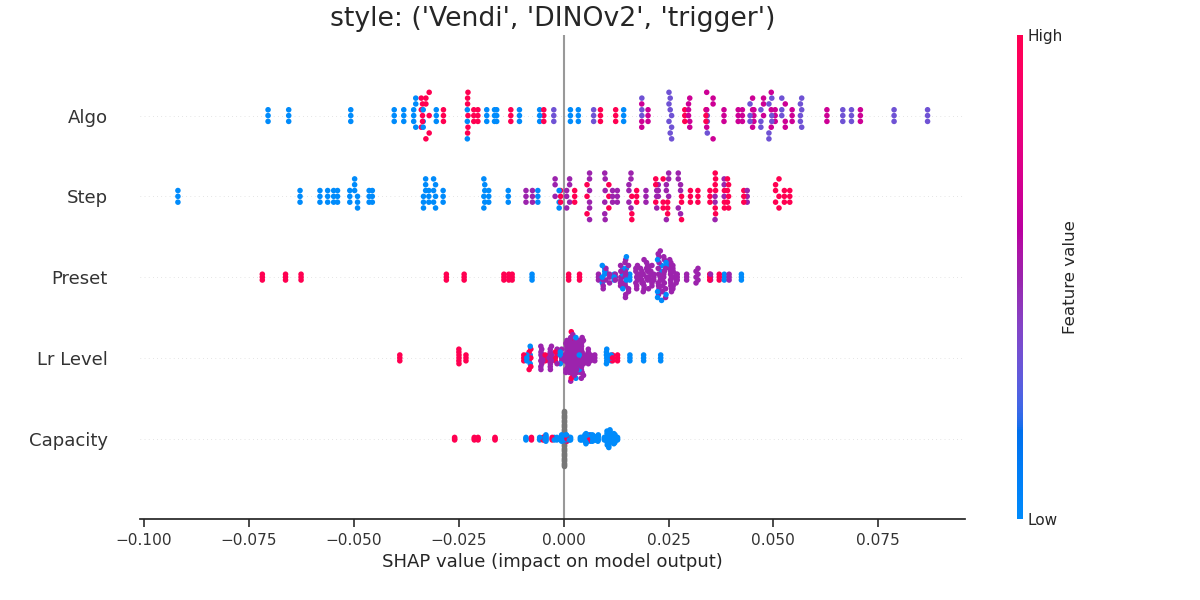 style: ('Vendi', 'DINOv2', 'trigger')
High
Algo
Step
Preset
Lr Level
Capacity
Feature value
Low
−0.100 −0.075 −0.050 −0.025 0.000 0.025 0.050 0.075
SHAP value (impact on model output)